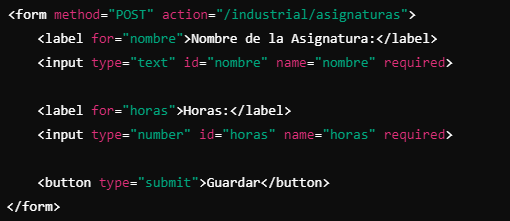 <form method="POST" action="/industrial/asignaturas">
    <label for="nombre">Nombre de la Asignatura:</label>
    <input type="text" id="nombre" name="nombre" required>

    <label for="horas">Horas:</label>
    <input type="number" id="horas" name="horas" required>

    <button type="submit">Guardar</button>
</form>